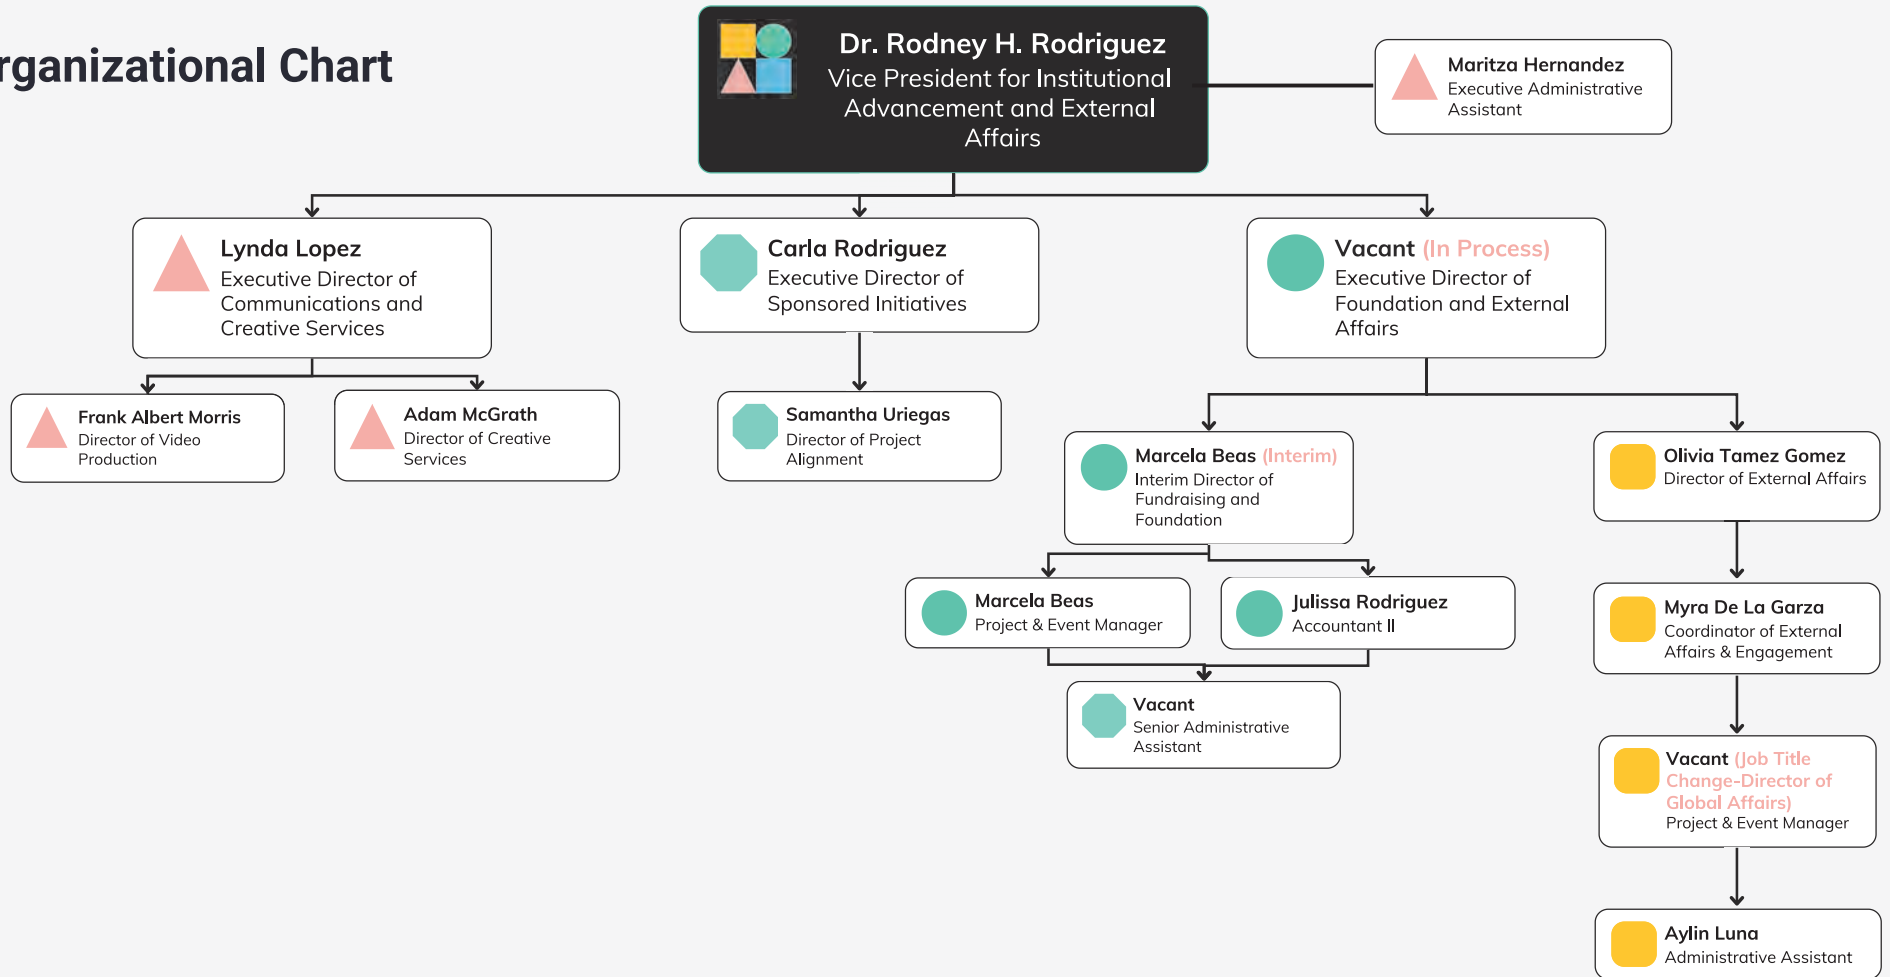 rganizational Chart
Dr. Rodney H. Rodriguez
Vice President for Institutional
Advancement and External
Affairs
Maritza Hernandez
Executive Administrative
Assistant
Lynda Lopez
Executive Director of
Communications and
Creative Services
Carla Rodriguez
Executive Director of
Sponsored Initiatives
Vacant (In Process)
Executive Director of
Foundation and External
Affairs
Frank Albert Morris
Director of Video
Production
Adam McGrath
Director of Creative
Services
Samantha Uriegas
Director of Project
Alignment
Marcela Beas (Interim)
Interim Director of
Fundraising and
Foundation
Olivia Tamez Gomez
Director of External Affairs
Marcela Beas
Project & Event Manager
Julissa Rodriguez
Accountant II
Myra De La Garza
Coordinator of External
Affairs & Engagement
Vacant
Senior Administrative
Assistant
Vacant (Job Title
Change-Director of
Global Affairs)
Project & Event Manager
Aylin Luna
Administrative Assistant